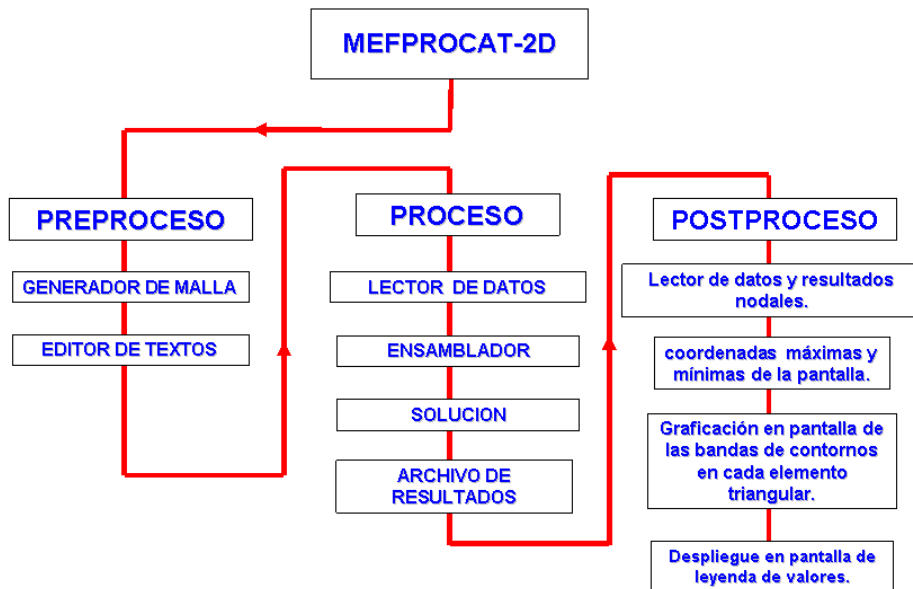 MEFPROCAT-2D
PREPROCESO
GENERADOR DE MALLA
EDITOR DE TEXTOS
PROCESO
LECTOR DE DATOS
ENSAMBLADOR
SOLUCION
ARCHIVO DE
RESULTADOS
POSTPROCESO
Lector de datos y resultados
nodales.
coordenadas máximas y
mínimas de la pantalla.
Graficación en pantalla de
las bandas de contornos
en cada elemento
triangular.
Despliegue en pantalla de
leyenda de valores.